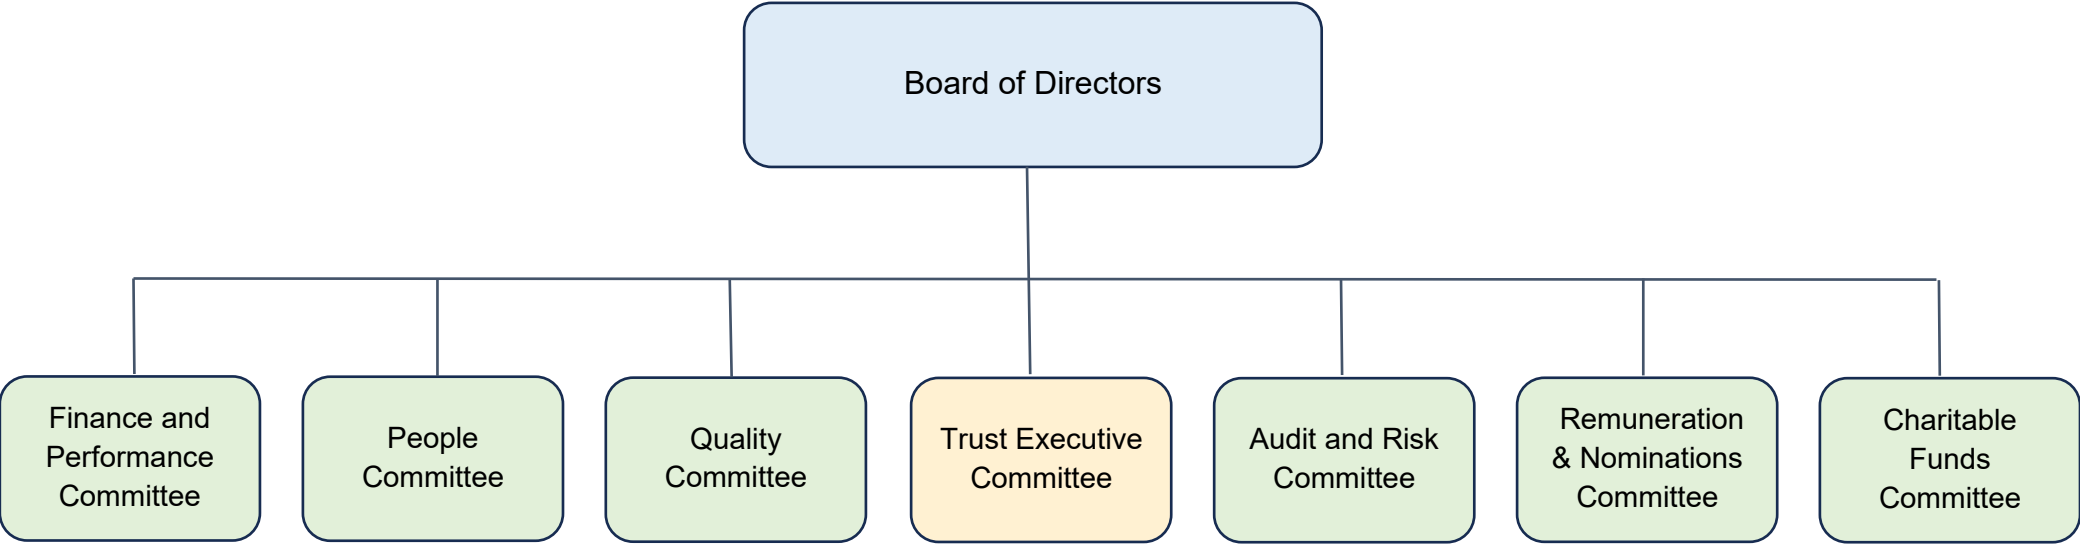 Board of Directors
Finance and
Performance
Committee
People
Committee
Quality
Committee
Trust Executive
Committee
Audit and Risk
Committee
Remuneration
& Nominations
Committee
Charitable
Funds
Committee